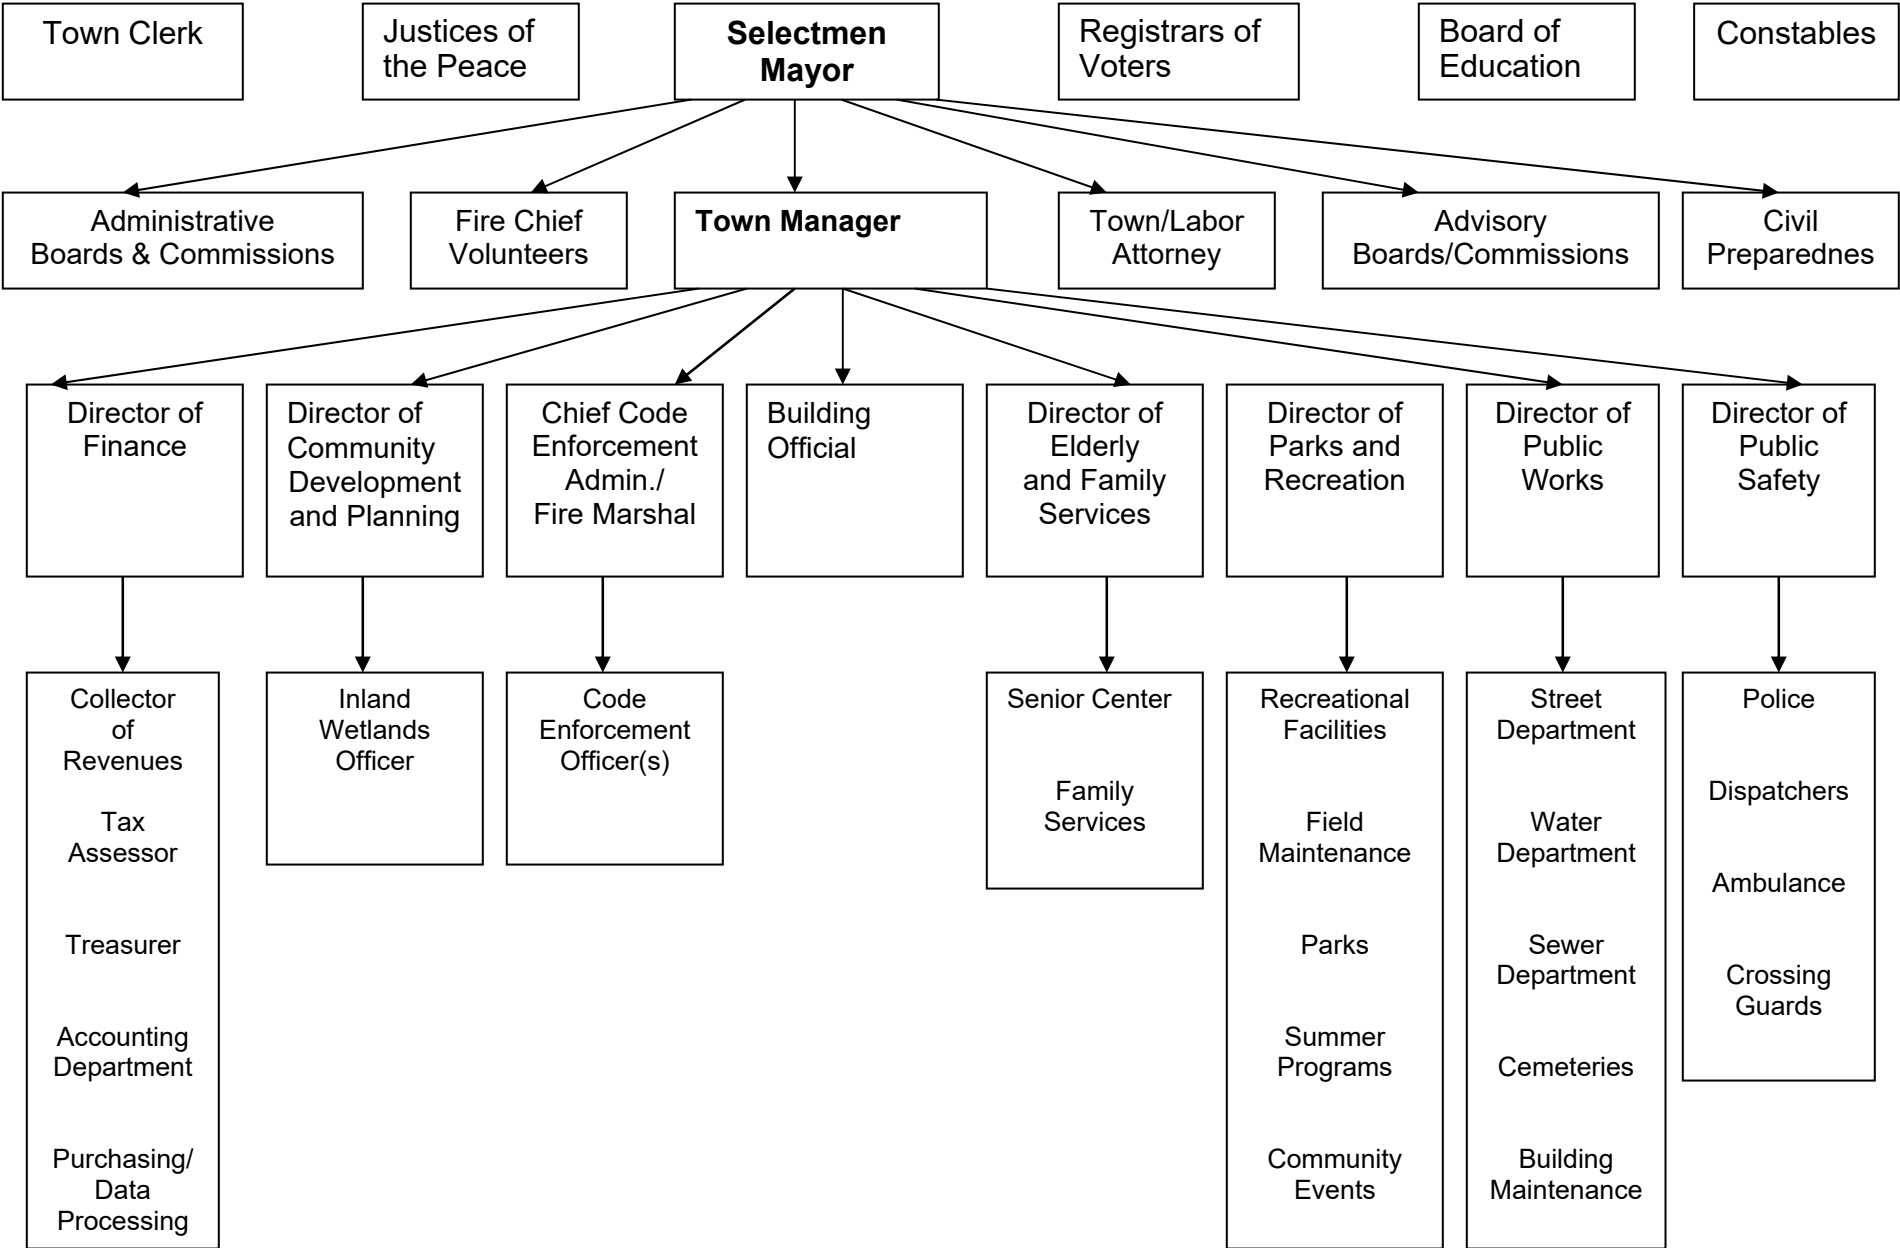 Town Clerk
Justices of
the Peace
Selectmen
Mayor
Registrars of
Voters
Board of
Education
Constables
Administrative
Boards & Commissions
Fire Chief
Volunteers
Town Manager
Town/Labor
Attorney
Advisory
Boards/Commissions
Civil
Preparednes
Director of
Finance
Director of
Community
Development
and Planning
Chief Code
Enforcement
Admin./
Fire Marshal
Building
Official
Director of
Elderly
and Family
Services
Director of
Parks and
Recreation
Director of
Public
Works
Director of
Public
Safety
Collector
of
Revenues
Tax
Assessor
Treasurer
Accounting
Department
Purchasing/
Data
Processing
Inland
Wetlands
Officer
Code
Enforcement
Officer(s)
Senior Center
Family
Services
Recreational
Facilities
Field
Maintenance
Parks
Summer
Programs
Community
Events
Street
Department
Water
Department
Sewer
Department
Cemeteries
Building
Maintenance
Police
Dispatchers
Ambulance
Crossing
Guards